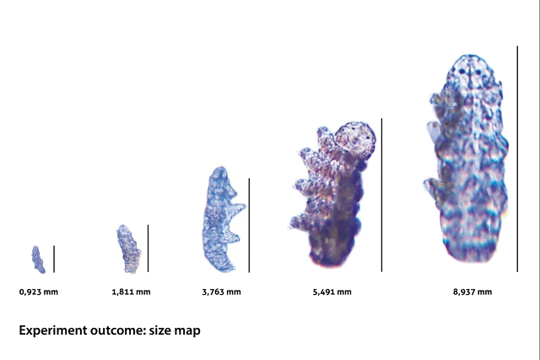 0,923 mm
1,811 mm
3,763 mm
5,491 mm
8,937 mm
Experiment outcome: size map